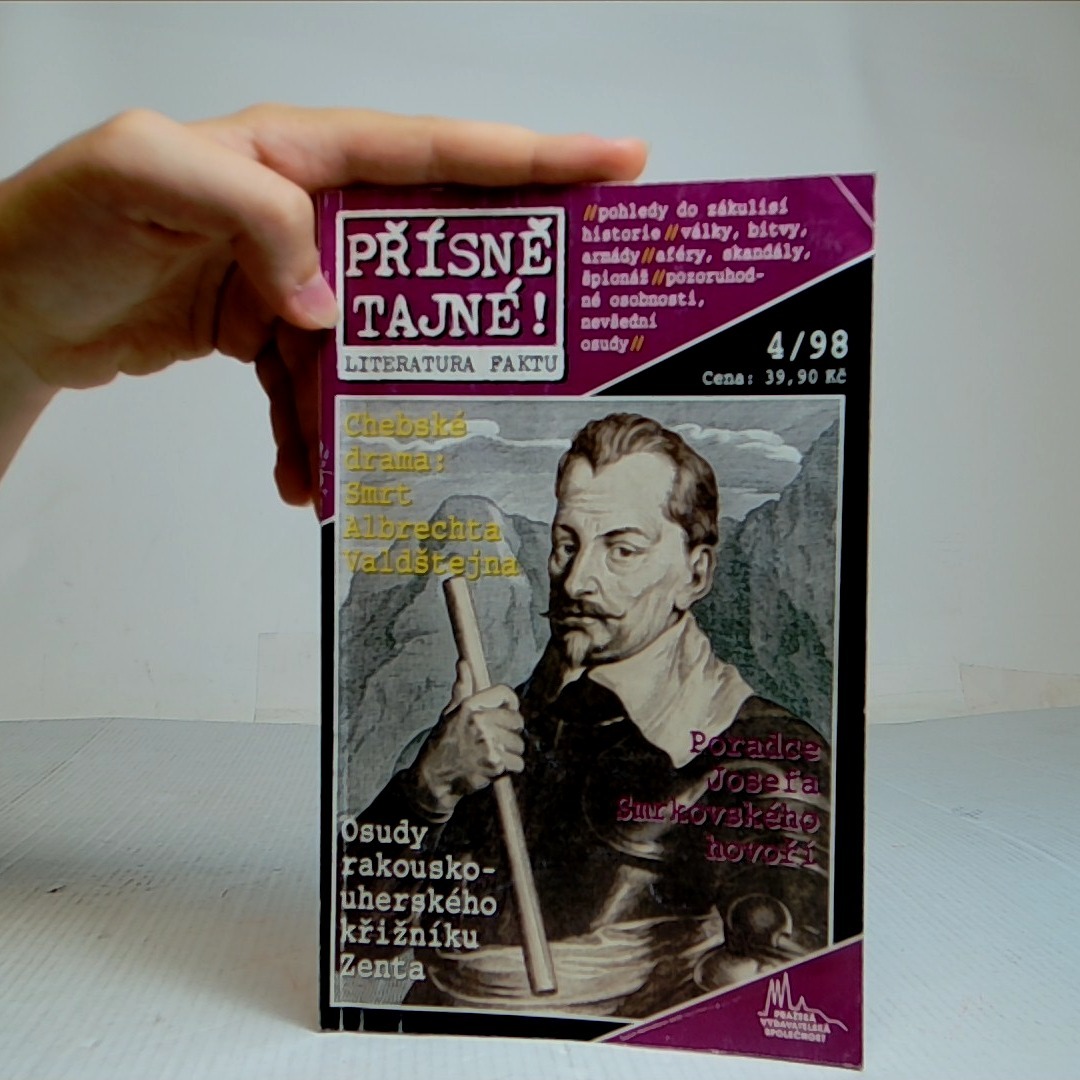 PŘÍSNĚ
TAJNÉ!
LITERATURA FAKTU
//pohledy do zákulisí
historie//války, bitvy,
armády//aféry, skandály,
špionáž//pozoruhod-
né osobnosti,
nevšední
osudy//
4/98
Cena: 39,90 Kč
Chebské
drama:
Smrt
Albrechta
Valdštejna
Poradce
Josefa
Smrkovského
hovoří
Osudy
rakousko-
uherského
křižníku
Zenta
PRAŽSKÁ
VYDAVATELSKÁ
SPOLEČNOST